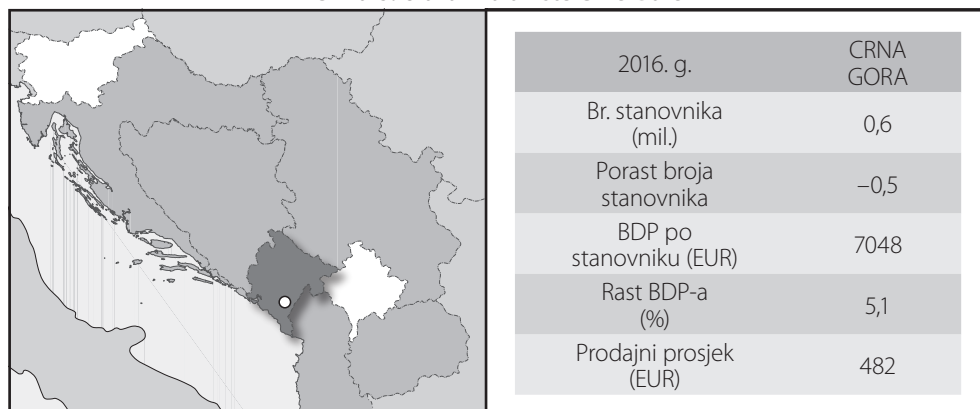 2016. g.
CRNA
GORA
Br. stanovnika
(mil.)
0,6
Porast broja
stanovnika
−0,5
BDP po
stanovniku (EUR)
7048
Rast BDP-a
(%)
5,1
Prodajni prosjek
(EUR)
482